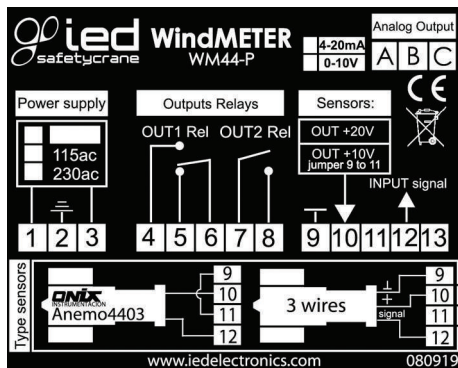 ied safetycrane
WindMETER
WM44-P
4-20mA
0-10V
Analog Output
A B C
CE
Power supply
115ac
230ac
Outputs Relays
OUT1 Rel OUT2 Rel
Sensors:
OUT +20V
OUT +10V
jumper 9 to 11
INPUT signal
1 2 3 4 5 6 7 8 9 10 11 12 13
Type sensors
ONIX
INSTRUMENTACION
Anemo4403
9
10
11
12
3 wires
⊥
+
signal
9
10
11
12
www.iedelectronics.com
080919